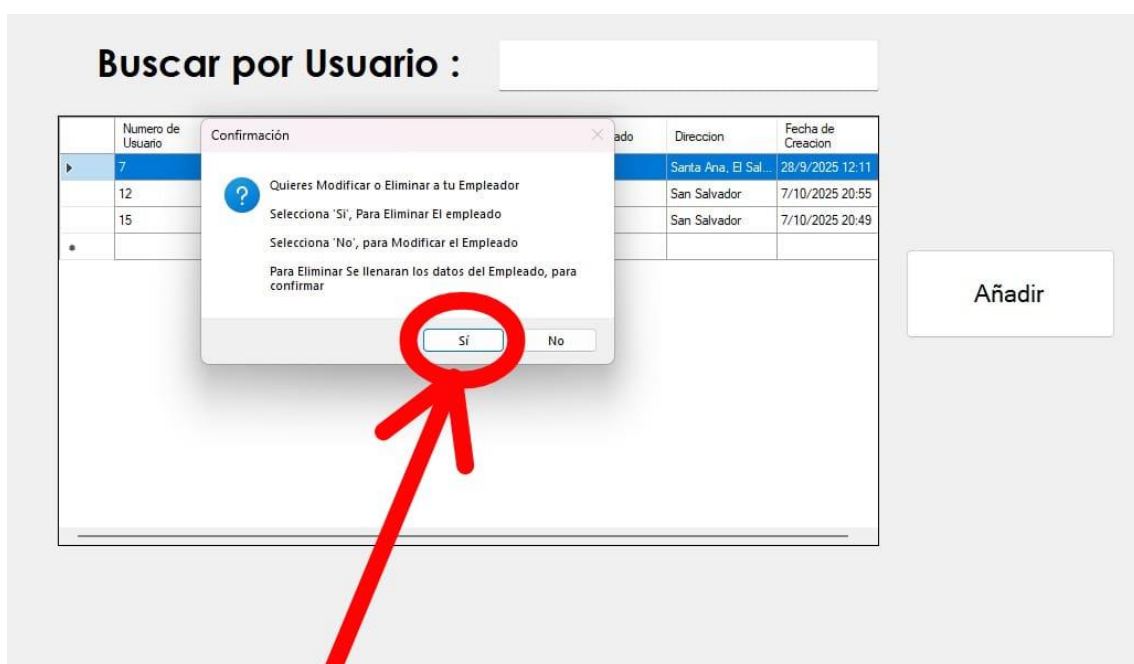 Buscar por Usuario :
Numero de Usuario ado Direccion Fecha de Creacion
7 Santa Ana, El Sal... 28/9/2025 12:11
12 San Salvador 7/10/2025 20:55
15 San Salvador 7/10/2025 20:49
Confirmación
Quieres Modificar o Eliminar a tu Empleador
Selecciona 'Si', Para Eliminar El empleado
Selecciona 'No', para Modificar el Empleado
Para Eliminar Se llenaran los datos del Empleado, para
confirmar
Sí No
Añadir